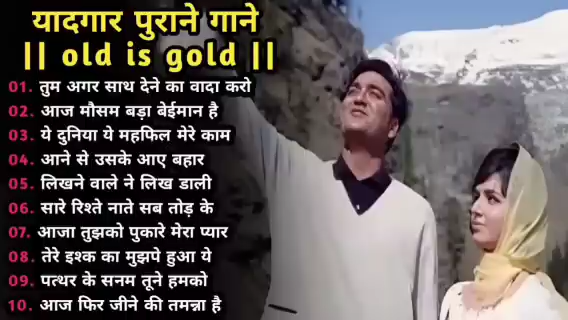 यादगार पुराने गाने
|| old is gold ||
01. तुम अगर साथ देने का वादा करो
02. आज मौसम बड़ा बेईमान है
03. ये दुनिया ये महफिल मेरे काम
04. आने से उसके आए बहार
05. लिखने वाले ने लिख डाली
06. सारे रिश्ते नाते सब तोड़ के
07. आजा तुझको पुकारे मेरा प्यार
08. तेरे इश्क का मुझपे हुआ ये
09. पत्थर के सनम तूने हमको
10. आज फिर जीने की तमन्ना है